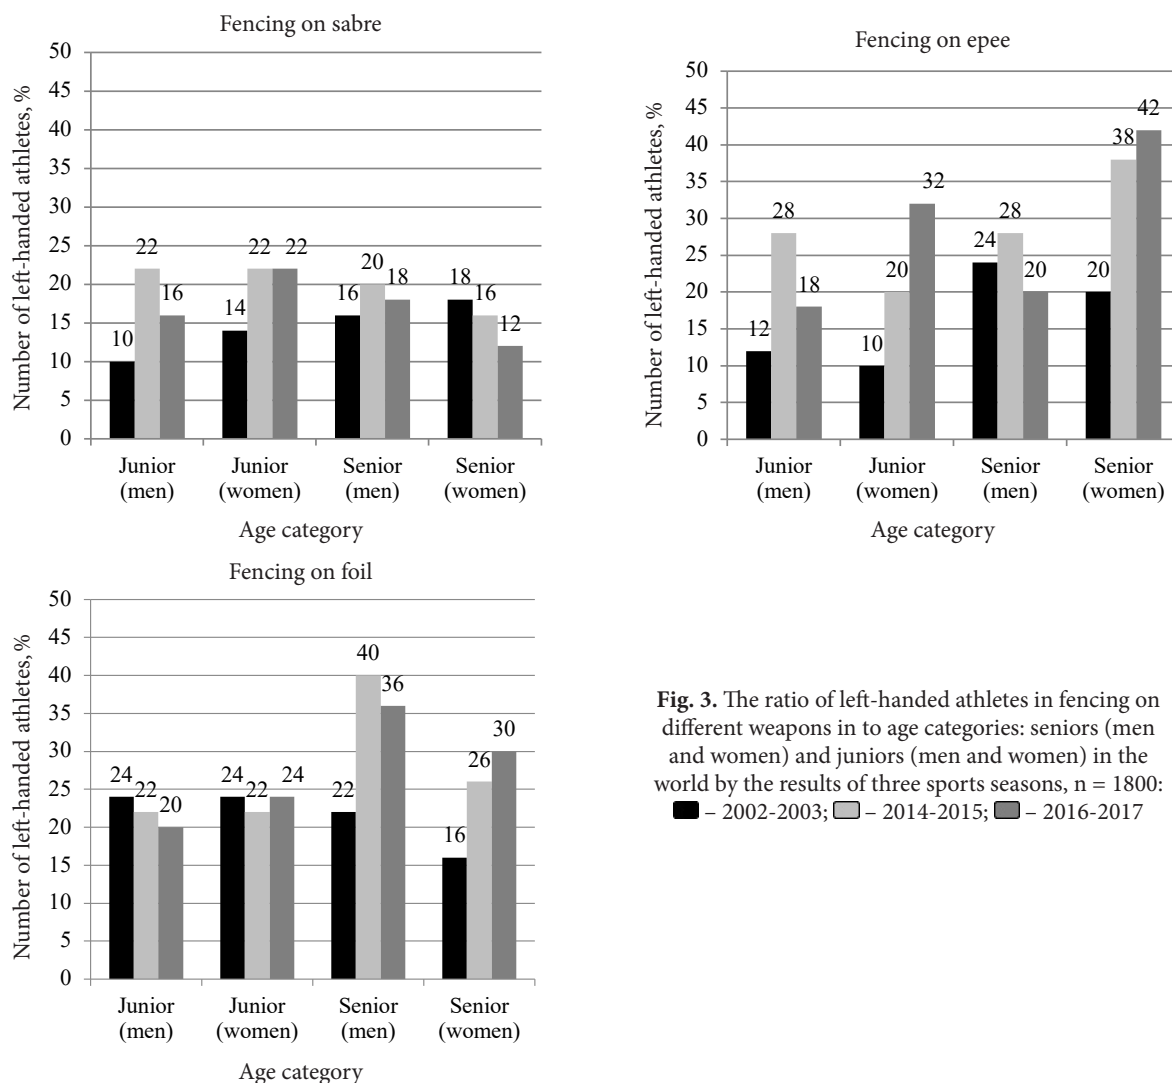 Fencing on sabre
Number of left-handed athletes, %
50
45
40
35
30
25
20
15
10
5
0
10
22
16
14
22
22
16
20
18
18
16
12
Junior
(men)
Junior
(women)
Senior
(men)
Senior
(women)
Age category
Fencing on epee
Number of left-handed athletes, %
50
45
40
35
30
25
20
15
10
5
0
12
28
18
10
20
32
24
28
20
20
38
42
Junior
(men)
Junior
(women)
Senior
(men)
Senior
(women)
Age category
Fencing on foil
Number of left-handed athletes, %
50
45
40
35
30
25
20
15
10
5
0
24
22
20
24
22
24
22
40
36
16
26
30
Junior
(men)
Junior
(women)
Senior
(men)
Senior
(women)
Age category
Fig. 3. The ratio of left-handed athletes in fencing on
different weapons in to age categories: seniors (men
and women) and juniors (men and women) in the
world by the results of three sports seasons, n = 1800:
– 2002-2003; – 2014-2015; – 2016-2017